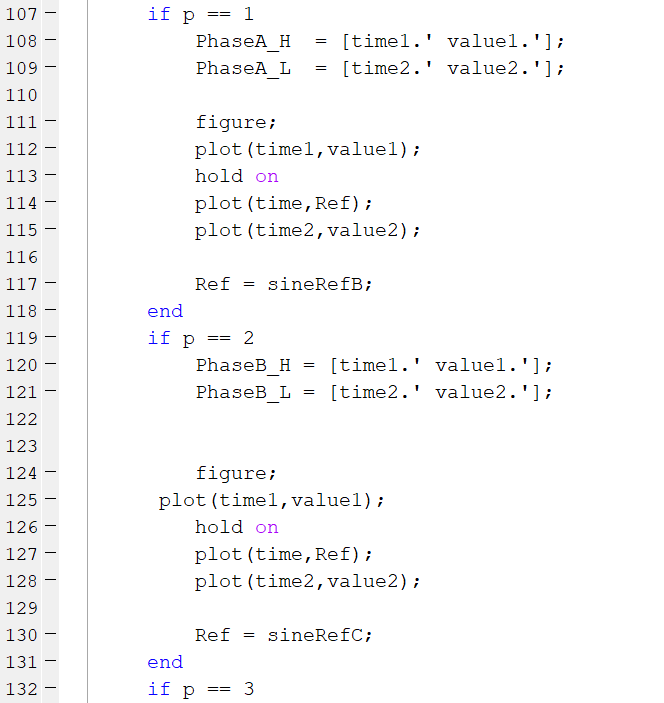 107 − if p == 1
108 − PhaseA_H  = [time1.' value1.'];
109 − PhaseA_L  = [time2.' value2.'];
110
111 − figure;
112 − plot(time1,value1);
113 − hold on
114 − plot(time,Ref);
115 − plot(time2,value2);
116
117 − Ref = sineRefB;
118 − end
119 − if p == 2
120 − PhaseB_H = [time1.' value1.'];
121 − PhaseB_L = [time2.' value2.'];
122
123
124 − figure;
125 − plot(time1,value1);
126 − hold on
127 − plot(time,Ref);
128 − plot(time2,value2);
129
130 − Ref = sineRefC;
131 − end
132 − if p == 3